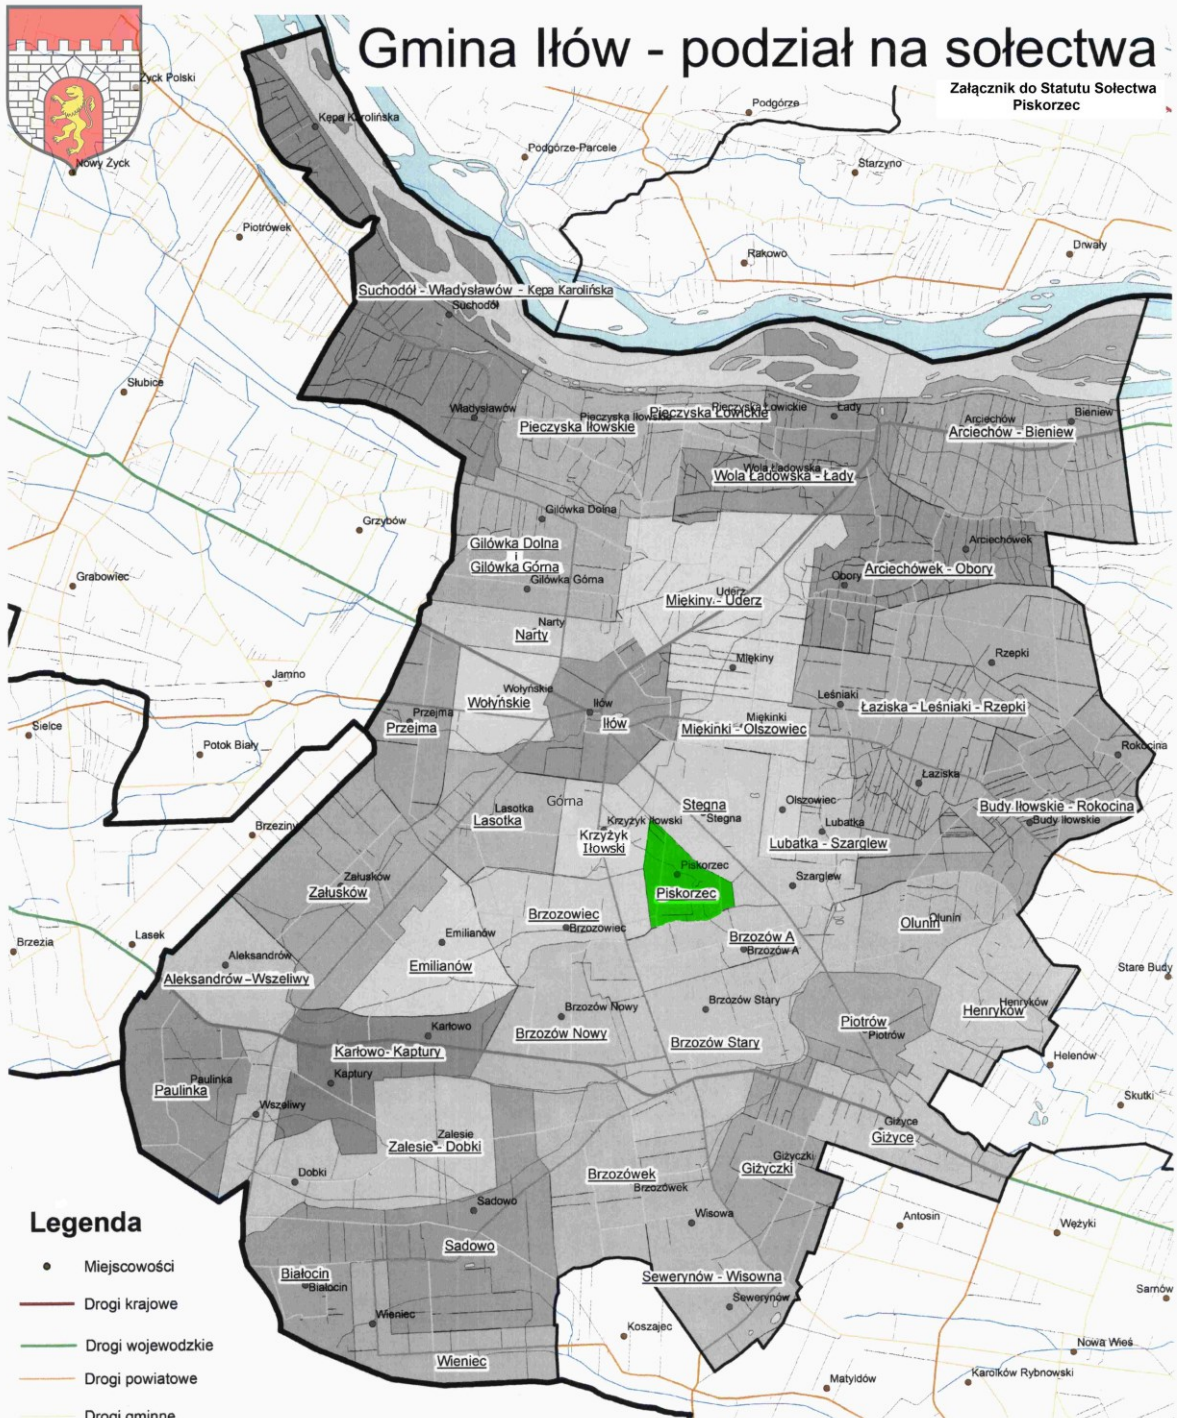 Gmina Iłów - podział na sołectwa
Załącznik do Statutu Sołectwa
Piskorzec
Życk Polski
Nowy Życk
Kępa Karolińska
Podgórze
Podgórze-Parcele
Starzyno
Piotrówek
Rakowo
Drwały
Suchodół - Władysławów - Kępa Karolińska
Suchodół
Słubice
Władysławów
Pieczyska Iłowskie
Pieczyska Iłowskie
Pieczyska Łowickie
Pieczyska Łowickie
Łady
Arciechów
Bieniew
Arciechów - Bieniew
Wola Ładowska
Wola Ładowska - Łady
Gilówka Dolna
Grzybów
Gilówka Dolna
i
Gilówka Górna
Gilówka Górna
Arciechówek
Arciechówek - Obory
Obory
Grabowiec
Uderz
Miękiny - Uderz
Narty
Narty
Miękiny
Rzepki
Jamno
Wołyńskie
Wołyńskie
Leśniaki
Łaziska - Leśniaki - Rzepki
Iłów
Iłów
Przejma
Przejma
Miękinki
Miękinki - Olszowiec
Sielce
Potok Biały
Rokocina
Łaziska
Górna
Lasotka
Lasotka
Stegna
Stegna
Olszowiec
Budy Iłowskie - Rokocina
Budy Iłowskie
Brzeziny
Krzyżyk Iłowski
Krzyżyk
Iłowski
Lubatka
Lubatka - Szarglew
Piskorzec
Piskorzec
Załusków
Załusków
Szarglew
Brzozowiec
Brzozowiec
Olunin
Olunin
Brzezia
Lasek
Emilianów
Emilianów
Brzozów A
Brzozów A
Aleksandrów
Aleksandrów - Wszeliwy
Stare Budy
Brzozów Nowy
Brzozów Nowy
Brzozów Stary
Brzozów Stary
Henryków
Henryków
Piotrów
Piotrów
Karłowo
Karłowo- Kaptury
Kaptury
Helenów
Paulinka
Paulinka
Skutki
Wszeliwy
Zalesie
Zalesie - Dobki
Giżyce
Giżyce
Dobki
Giżyczki
Giżyczki
Brzozówek
Brzozówek
Sadowo
Sadowo
Wisowa
Antosin
Wężyki
Białocin
Białocin
Sewerynów - Wisowna
Sewerynów
Sarnów
Wieniec
Wieniec
Koszajec
Nowa Wieś
Matyldów
Karolków Rybnowski
Legenda
Miejscowości
Drogi krajowe
Drogi wojewodzkie
Drogi powiatowe
Drogi gminne